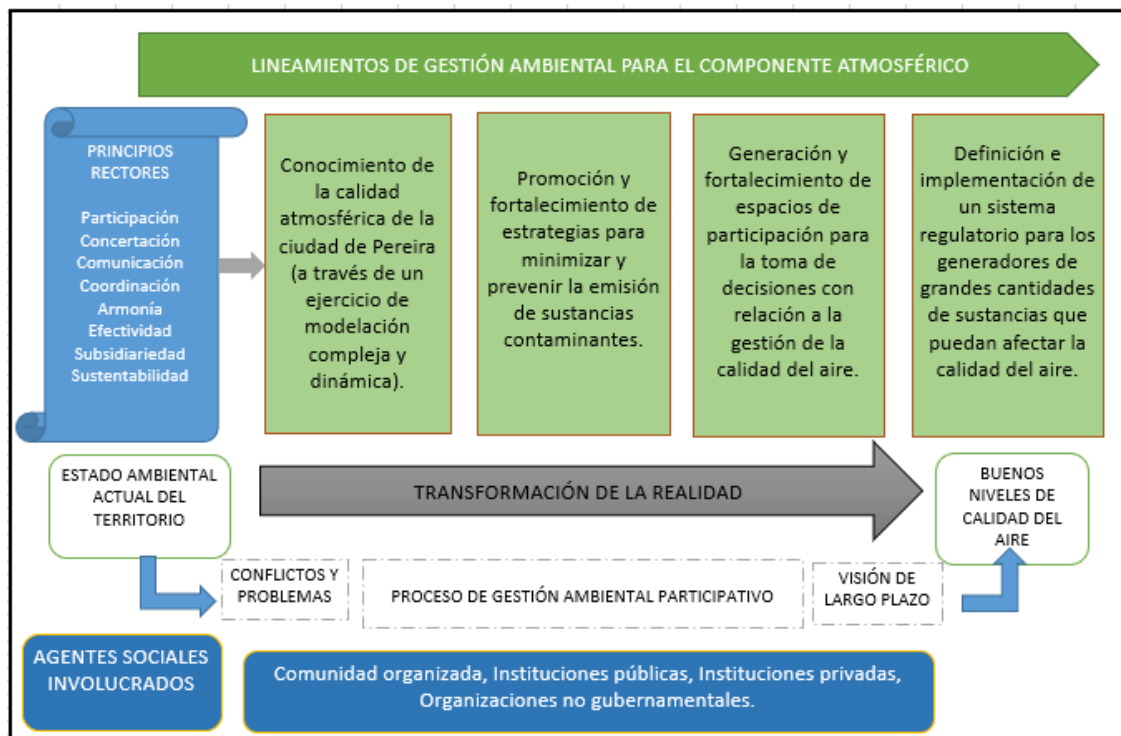 LINEAMIENTOS DE GESTIÓN AMBIENTAL PARA EL COMPONENTE ATMOSFÉRICO
PRINCIPIOS
RECTORES
Participación
Concertación
Comunicación
Coordinación
Armonía
Efectividad
Subsidiariedad
Sustentabilidad
Conocimiento de
la calidad
atmosférica de la
ciudad de Pereira
(a través de un
ejercicio de
modelación
compleja y
dinámica).
Promoción y
fortalecimiento de
estrategias para
minimizar y
prevenir la emisión
de sustancias
contaminantes.
Generación y
fortalecimiento de
espacios de
participación para
la toma de
decisiones con
relación a la
gestión de la
calidad del aire.
Definición e
implementación de
un sistema
regulatorio para los
generadores de
grandes cantidades
de sustancias que
puedan afectar la
calidad del aire.
ESTADO AMBIENTAL
ACTUAL DEL
TERRITORIO
TRANSFORMACIÓN DE LA REALIDAD
BUENOS
NIVELES DE
CALIDAD DEL
AIRE
CONFLICTOS Y
PROBLEMAS
PROCESO DE GESTIÓN AMBIENTAL PARTICIPATIVO
VISIÓN DE
LARGO PLAZO
AGENTES SOCIALES
INVOLUCRADOS
Comunidad organizada, Instituciones públicas, Instituciones privadas,
Organizaciones no gubernamentales.